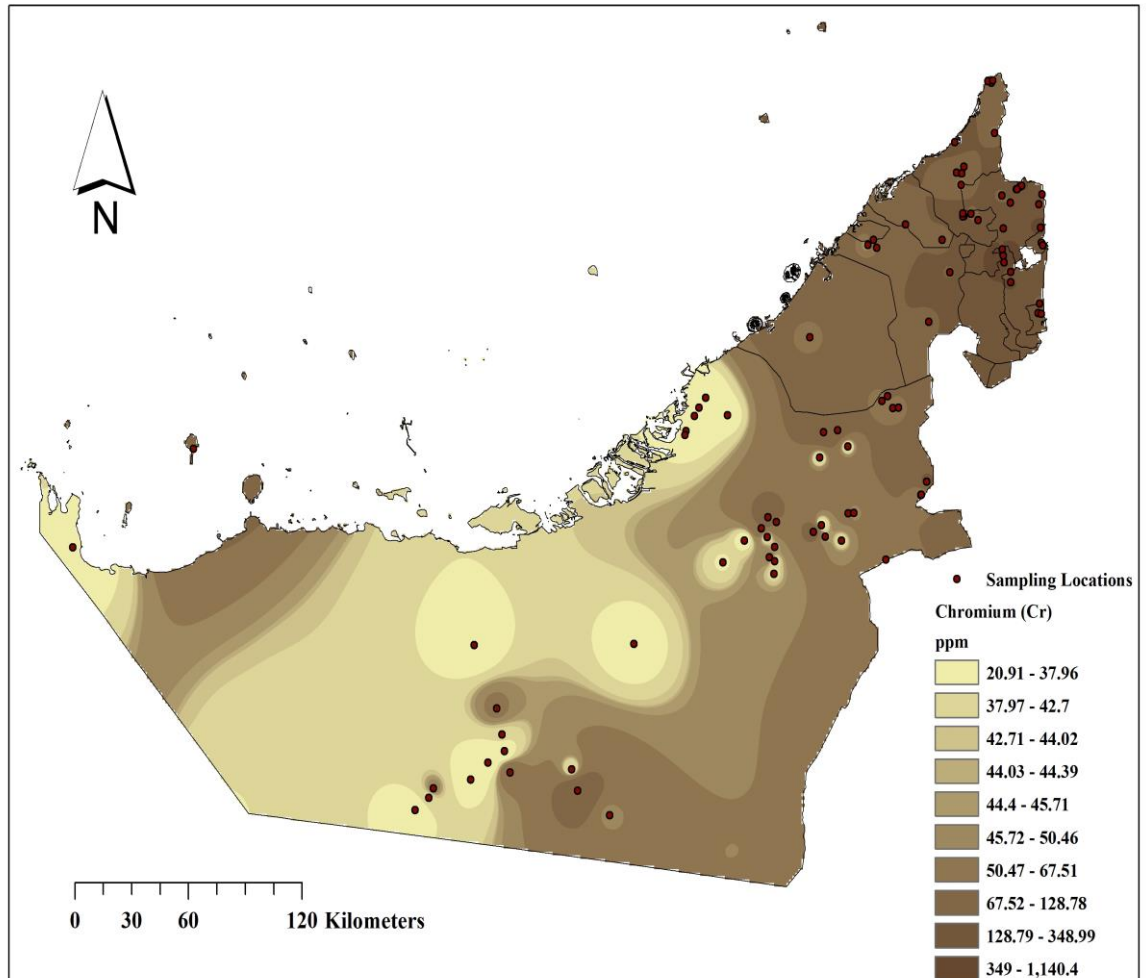 N
Sampling Locations
Chromium (Cr)
ppm
20.91 - 37.96
37.97 - 42.7
42.71 - 44.02
44.03 - 44.39
44.4 - 45.71
45.72 - 50.46
50.47 - 67.51
67.52 - 128.78
128.79 - 348.99
349 - 1,140.4
0 30 60 120 Kilometers